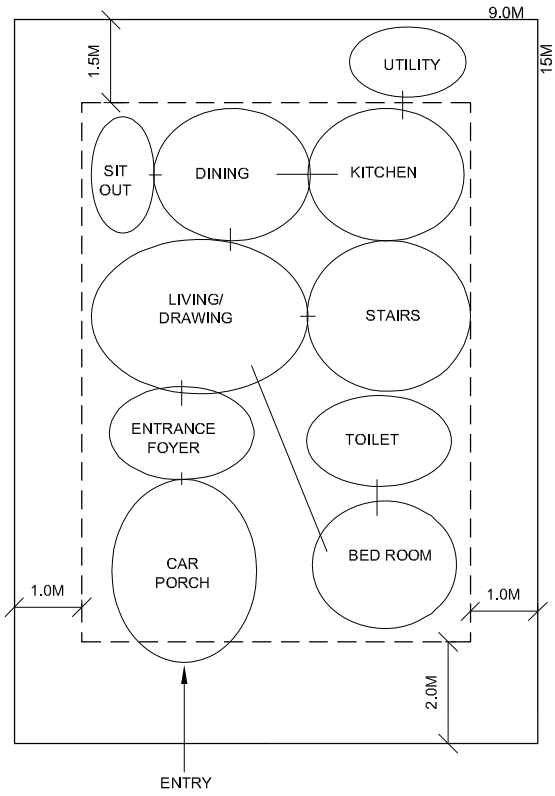 9.0M
1.5M
15M
UTILITY
SIT
OUT
DINING
KITCHEN
LIVING/
DRAWING
STAIRS
ENTRANCE
FOYER
TOILET
CAR
PORCH
BED ROOM
1.0M
1.0M
2.0M
ENTRY